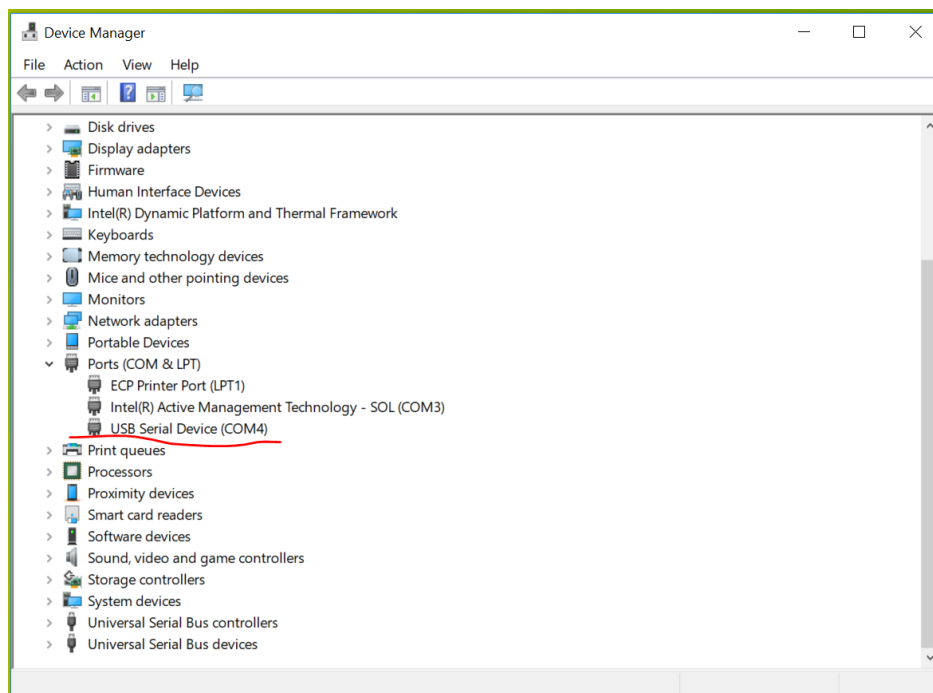 Device Manager
File Action View Help
Disk drives
Display adapters
Firmware
Human Interface Devices
Intel(R) Dynamic Platform and Thermal Framework
Keyboards
Memory technology devices
Mice and other pointing devices
Monitors
Network adapters
Portable Devices
Ports (COM & LPT)
ECP Printer Port (LPT1)
Intel(R) Active Management Technology - SOL (COM3)
USB Serial Device (COM4)
Print queues
Processors
Proximity devices
Smart card readers
Software devices
Sound, video and game controllers
Storage controllers
System devices
Universal Serial Bus controllers
Universal Serial Bus devices